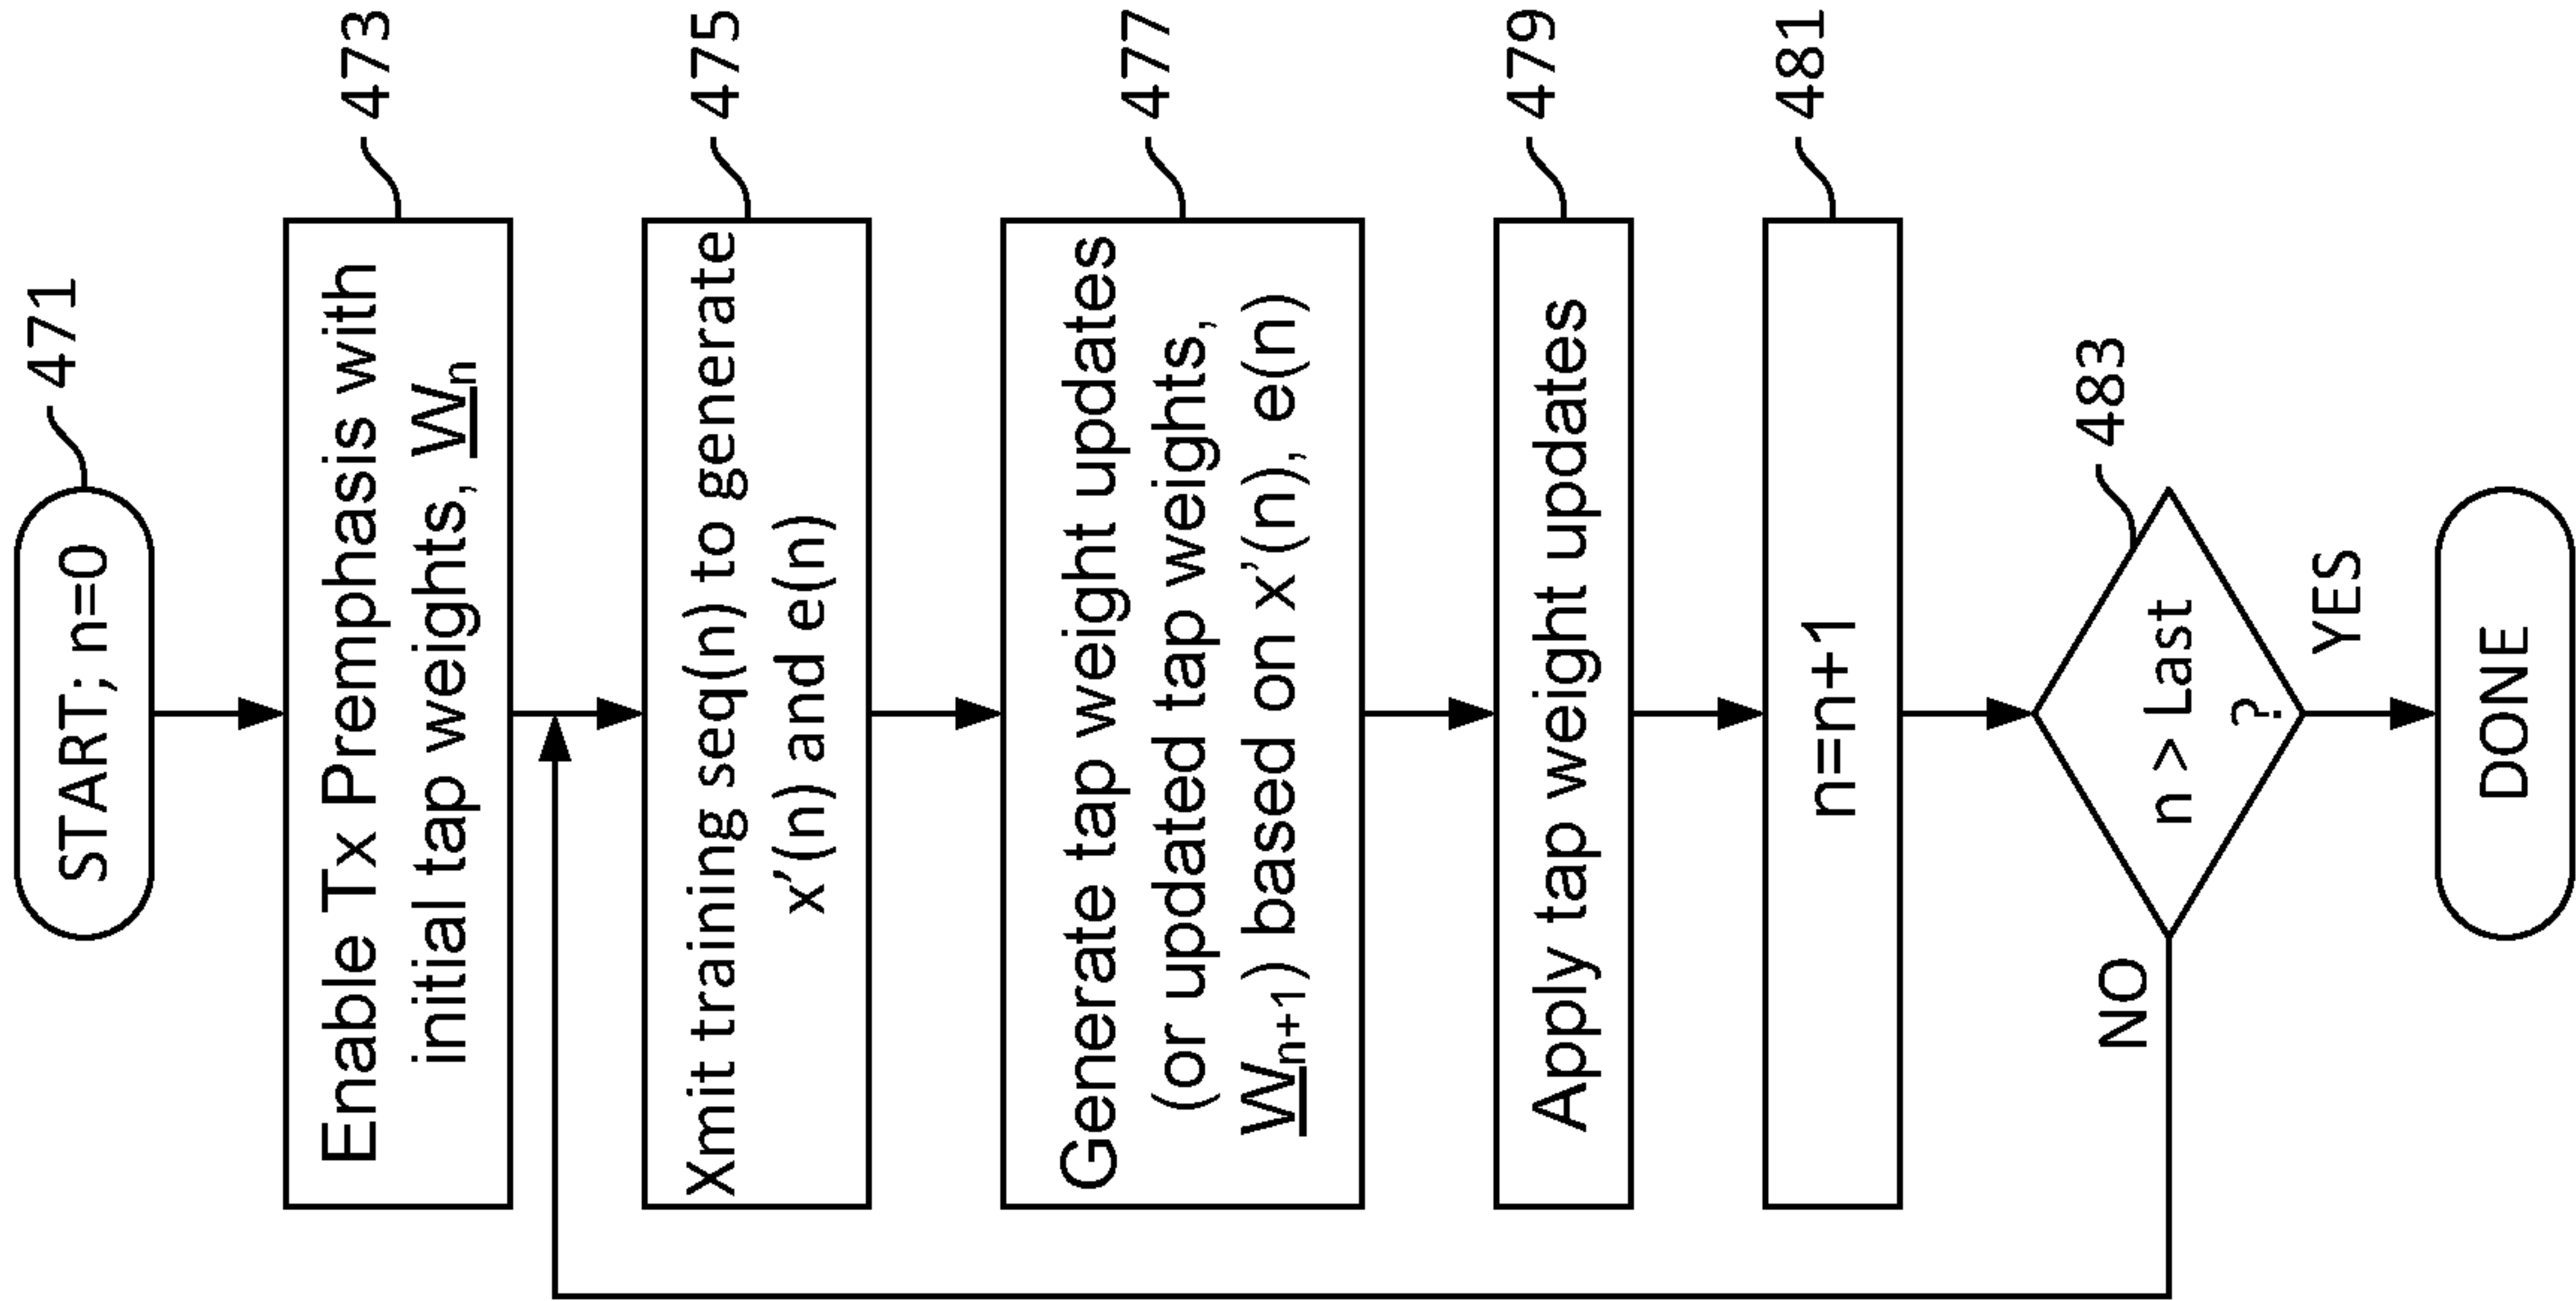 START; n=0
471
Enable Tx Premphasis with
initial tap weights, Wn
473
Xmit training seq(n) to generate
x’(n) and e(n)
475
Generate tap weight updates
(or updated tap weights,
Wn+1) based on x’(n), e(n)
477
Apply tap weight updates
479
n=n+1
481
n > Last
?
483
NO
YES
DONE